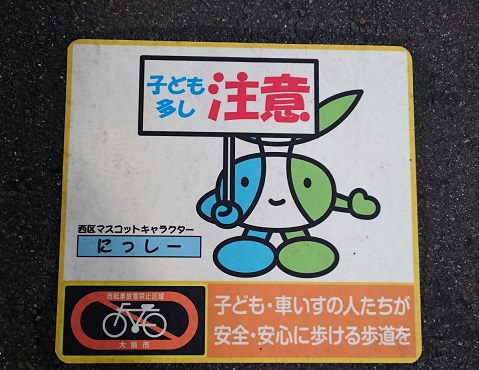 子ども
多し
注意
西区マスコットキャラクター
にっしー
自転車放置禁止区域
大阪市
子ども・車いすの人たちが
安全・安心に歩ける歩道を